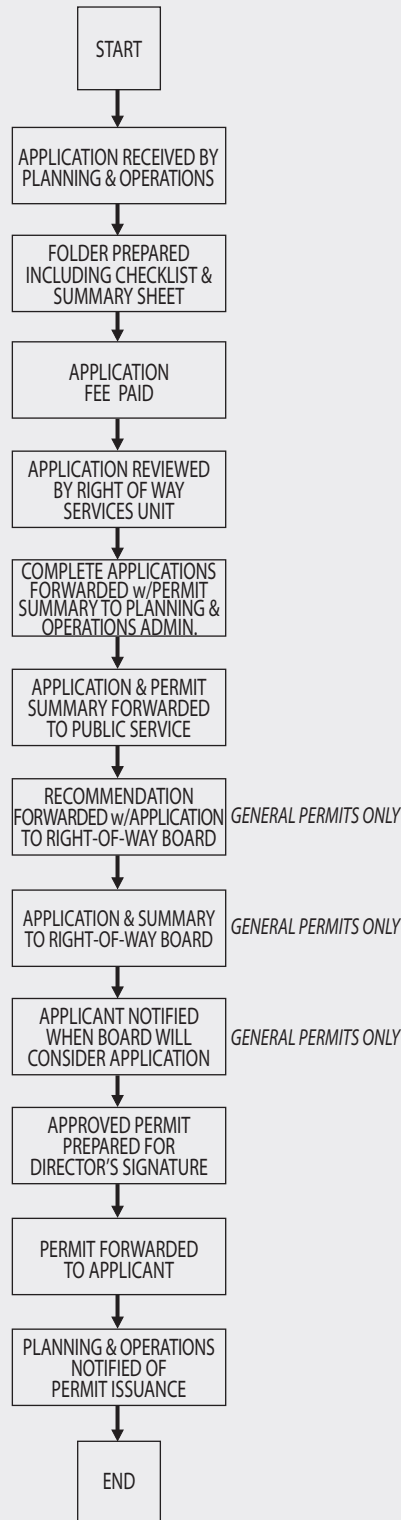 START
APPLICATION RECEIVED BY
PLANNING & OPERATIONS
FOLDER PREPARED
INCLUDING CHECKLIST &
SUMMARY SHEET
APPLICATION
FEE PAID
APPLICATION REVIEWED
BY RIGHT OF WAY
SERVICES UNIT
COMPLETE APPLICATIONS
FORWARDED w/PERMIT
SUMMARY TO PLANNING &
OPERATIONS ADMIN.
APPLICATION & PERMIT
SUMMARY FORWARDED
TO PUBLIC SERVICE
RECOMMENDATION
FORWARDED w/APPLICATION
TO RIGHT-OF-WAY BOARD
GENERAL PERMITS ONLY
APPLICATION & SUMMARY
TO RIGHT-OF-WAY BOARD
GENERAL PERMITS ONLY
APPLICANT NOTIFIED
WHEN BOARD WILL
CONSIDER APPLICATION
GENERAL PERMITS ONLY
APPROVED PERMIT
PREPARED FOR
DIRECTOR'S SIGNATURE
PERMIT FORWARDED
TO APPLICANT
PLANNING & OPERATIONS
NOTIFIED OF
PERMIT ISSUANCE
END